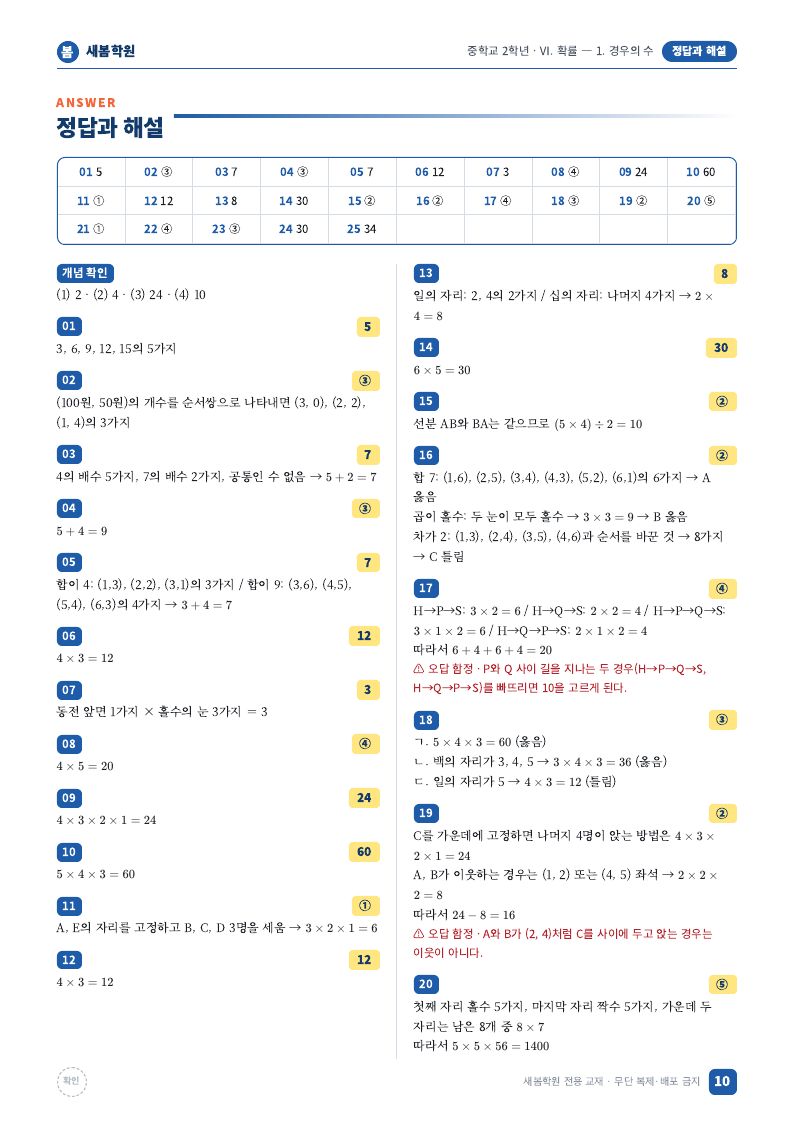 봄 새봄학원
중학교 2학년 · VI. 확률 — 1. 경우의 수 정답과 해설
ANSWER
정답과 해설
01 5 02 ③ 03 7 04 ③ 05 7 06 12 07 3 08 ④ 09 24 10 60
11 ① 12 12 13 8 14 30 15 ② 16 ② 17 ④ 18 ③ 19 ② 20 ⑤
21 ① 22 ④ 23 ③ 24 30 25 34
개념 확인
(1) 2 · (2) 4 · (3) 24 · (4) 10
01 5
3, 6, 9, 12, 15의 5가지
02 ③
(100원, 50원)의 개수를 순서쌍으로 나타내면 (3, 0), (2, 2),
(1, 4)의 3가지
03 7
4의 배수 5가지, 7의 배수 2가지, 공통인 수 없음 → 5 + 2 = 7
04 ③
5 + 4 = 9
05 7
합이 4: (1,3), (2,2), (3,1)의 3가지 / 합이 9: (3,6), (4,5),
(5,4), (6,3)의 4가지 → 3 + 4 = 7
06 12
4 × 3 = 12
07 3
동전 앞면 1가지 × 홀수의 눈 3가지 = 3
08 ④
4 × 5 = 20
09 24
4 × 3 × 2 × 1 = 24
10 60
5 × 4 × 3 = 60
11 ①
A, E의 자리를 고정하고 B, C, D 3명을 세움 → 3 × 2 × 1 = 6
12 12
4 × 3 = 12
13 8
일의 자리: 2, 4의 2가지 / 십의 자리: 나머지 4가지 → 2 ×
4 = 8
14 30
6 × 5 = 30
15 ②
선분 AB와 BA는 같으므로 (5 × 4) ÷ 2 = 10
16 ②
합 7: (1,6), (2,5), (3,4), (4,3), (5,2), (6,1)의 6가지 → A
옳음
곱이 홀수: 두 눈이 모두 홀수 → 3 × 3 = 9 → B 옳음
차가 2: (1,3), (2,4), (3,5), (4,6)과 순서를 바꾼 것 → 8가지
→ C 틀림
17 ④
H→P→S: 3 × 2 = 6 / H→Q→S: 2 × 2 = 4 / H→P→Q→S:
3 × 1 × 2 = 6 / H→Q→P→S: 2 × 1 × 2 = 4
따라서 6 + 4 + 6 + 4 = 20
⚠ 오답 함정 · P와 Q 사이 길을 지나는 두 경우(H→P→Q→S,
H→Q→P→S)를 빠뜨리면 10을 고르게 된다.
18 ③
ㄱ. 5 × 4 × 3 = 60 (옳음)
ㄴ. 백의 자리가 3, 4, 5 → 3 × 4 × 3 = 36 (옳음)
ㄷ. 일의 자리가 5 → 4 × 3 = 12 (틀림)
19 ②
C를 가운데에 고정하면 나머지 4명이 앉는 방법은 4 × 3 ×
2 × 1 = 24
A, B가 이웃하는 경우는 (1, 2) 또는 (4, 5) 좌석 → 2 × 2 ×
2 = 8
따라서 24 − 8 = 16
⚠ 오답 함정 · A와 B가 (2, 4)처럼 C를 사이에 두고 앉는 경우는
이웃이 아니다.
20 ⑤
첫째 자리 홀수 5가지, 마지막 자리 짝수 5가지, 가운데 두
자리는 남은 8개 중 8 × 7
따라서 5 × 5 × 56 = 1400
확인
새봄학원 전용 교재 · 무단 복제·배포 금지 10